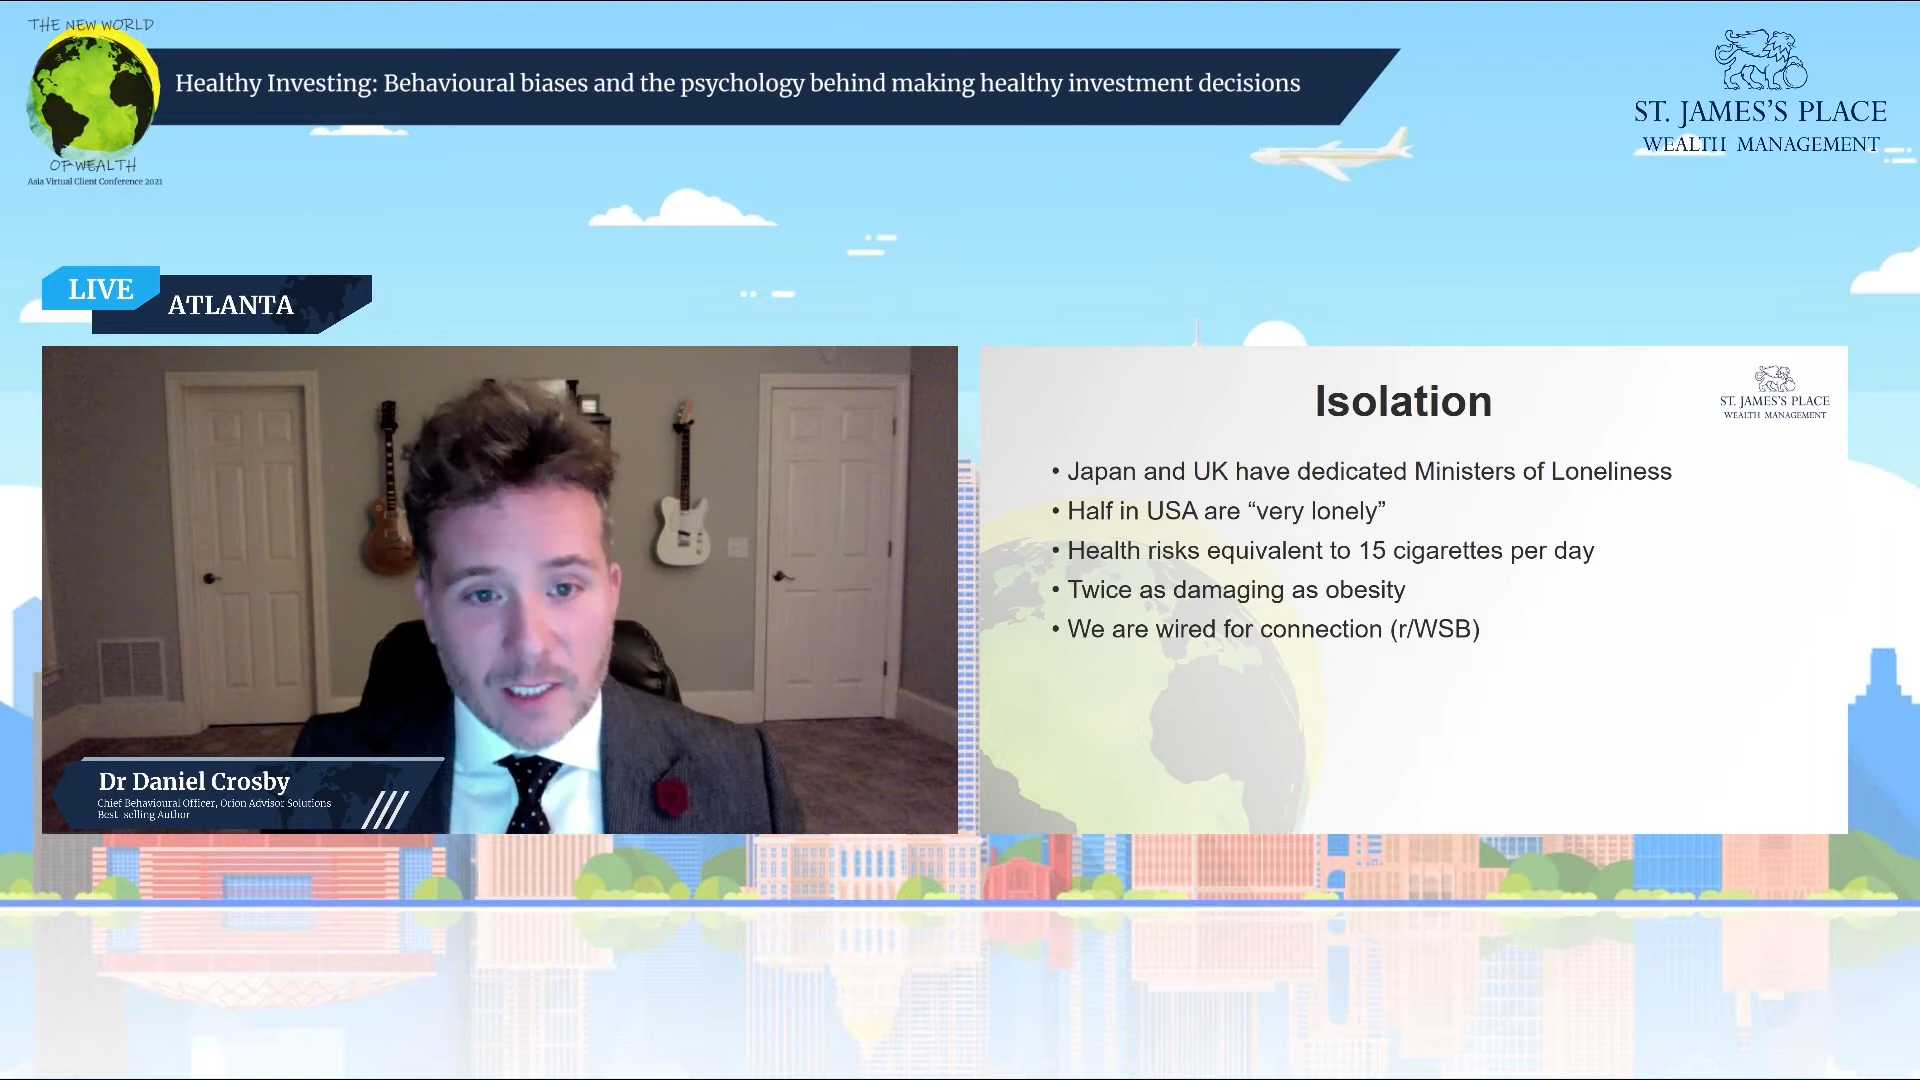 THE NEW WORLD
OF WEALTH
Asia Virtual Client Conference 2021
Healthy Investing: Behavioural biases and the psychology behind making healthy investment decisions
ST. JAMES'S PLACE
WEALTH MANAGEMENT
LIVE
ATLANTA
Dr Daniel Crosby
Chief Behavioural Officer, Orion Advisor Solutions
Best-selling Author
Isolation
ST. JAMES'S PLACE
WEALTH MANAGEMENT
• Japan and UK have dedicated Ministers of Loneliness
• Half in USA are “very lonely”
• Health risks equivalent to 15 cigarettes per day
• Twice as damaging as obesity
• We are wired for connection (r/WSB)